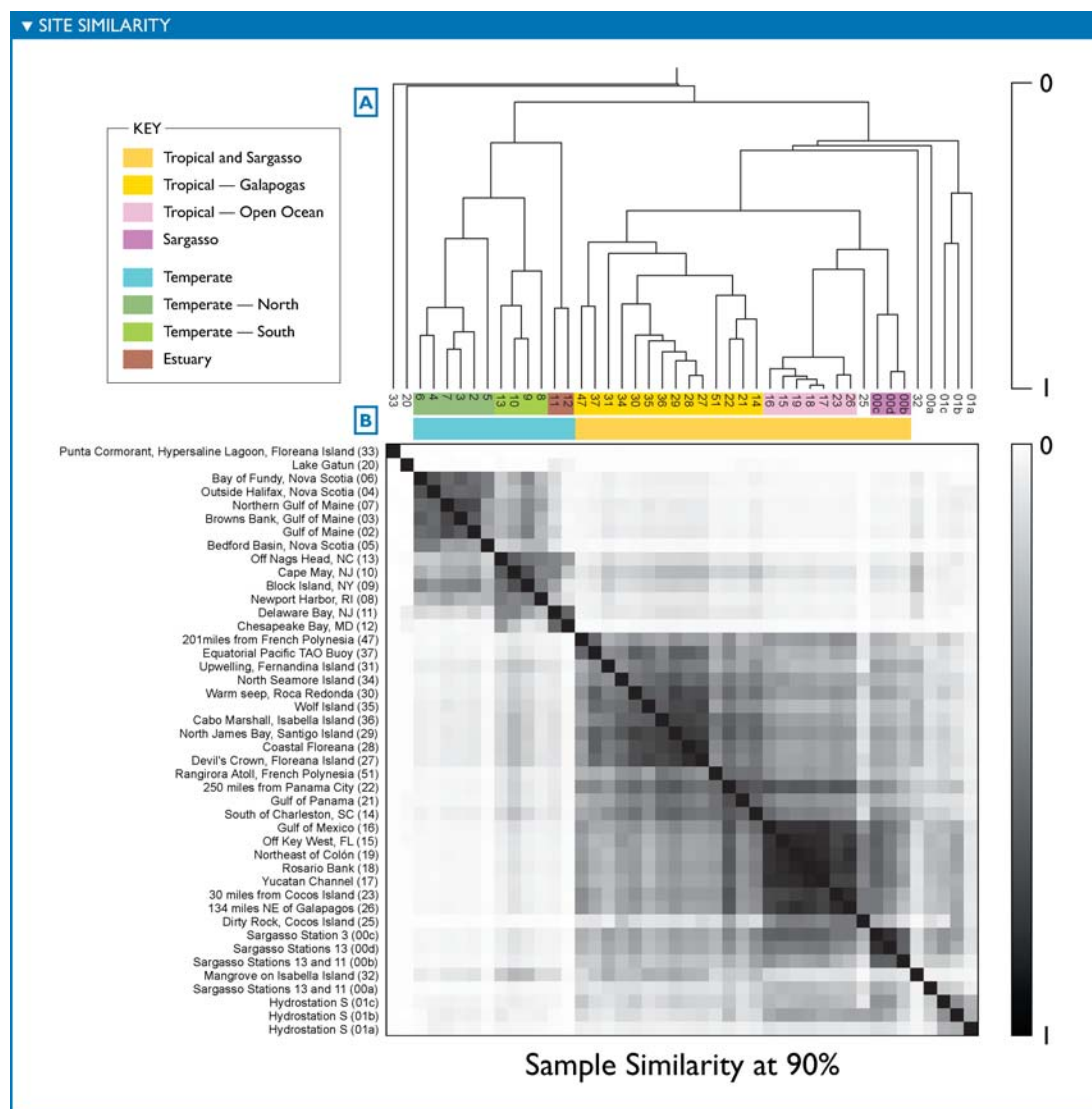 ▼ SITE SIMILARITY
A
0
KEY
Tropical and Sargasso
Tropical — Galapogas
Tropical — Open Ocean
Sargasso
Temperate
Temperate — North
Temperate — South
Estuary
1
33 20 6 4 7 3 2 5 13 10 9 8 11 12 47 37 31 34 30 35 36 29 28 27 51 22 21 14 16 15 19 18 17 23 26 25 00c 00d 00b 32 00a 01c 01b 01a
B
0
Punta Cormorant, Hypersaline Lagoon, Floreana Island (33)
Lake Gatun (20)
Bay of Fundy, Nova Scotia (06)
Outside Halifax, Nova Scotia (04)
Northern Gulf of Maine (07)
Browns Bank, Gulf of Maine (03)
Gulf of Maine (02)
Bedford Basin, Nova Scotia (05)
Off Nags Head, NC (13)
Cape May, NJ (10)
Block Island, NY (09)
Newport Harbor, RI (08)
Delaware Bay, NJ (11)
Chesapeake Bay, MD (12)
201miles from French Polynesia (47)
Equatorial Pacific TAO Buoy (37)
Upwelling, Fernandina Island (31)
North Seamore Island (34)
Warm seep, Roca Redonda (30)
Wolf Island (35)
Cabo Marshall, Isabella Island (36)
North James Bay, Santigo Island (29)
Coastal Floreana (28)
Devil's Crown, Floreana Island (27)
Rangirora Atoll, French Polynesia (51)
250 miles from Panama City (22)
Gulf of Panama (21)
South of Charleston, SC (14)
Gulf of Mexico (16)
Off Key West, FL (15)
Northeast of Colón (19)
Rosario Bank (18)
Yucatan Channel (17)
30 miles from Cocos Island (23)
134 miles NE of Galapagos (26)
Dirty Rock, Cocos Island (25)
Sargasso Station 3 (00c)
Sargasso Stations 13 (00d)
Sargasso Stations 13 and 11 (00b)
Mangrove on Isabella Island (32)
Sargasso Stations 13 and 11 (00a)
Hydrostation S (01c)
Hydrostation S (01b)
Hydrostation S (01a)
1
Sample Similarity at 90%